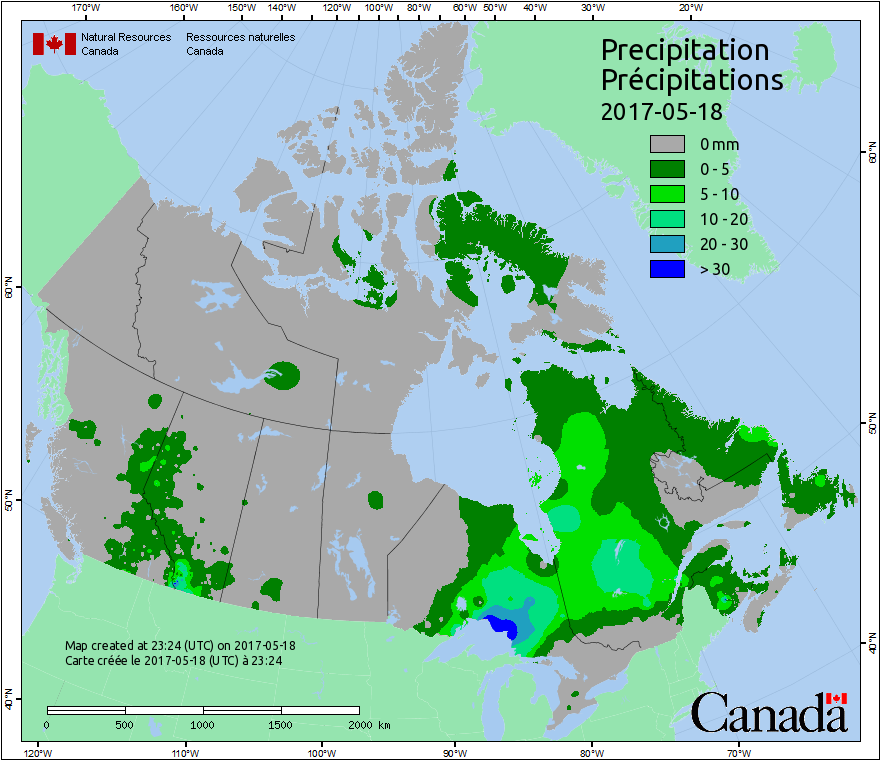 170°W 160°W 150°W 140°W 120°W 100°W 80°W 60°W 50°W 40°W 30°W 20°W
Natural Resources Ressources naturelles
Canada Canada
Precipitation
Précipitations
2017-05-18
0 mm
0 - 5
5 - 10
10 - 20
20 - 30
> 30
60°N 60°N
50°N 50°N
40°N 40°N
Map created at 23:24 (UTC) on 2017-05-18
Carte créée le 2017-05-18 (UTC) à 23:24
0 500 1000 1500 2000 km
Canada
120°W 110°W 100°W 90°W 80°W 70°W